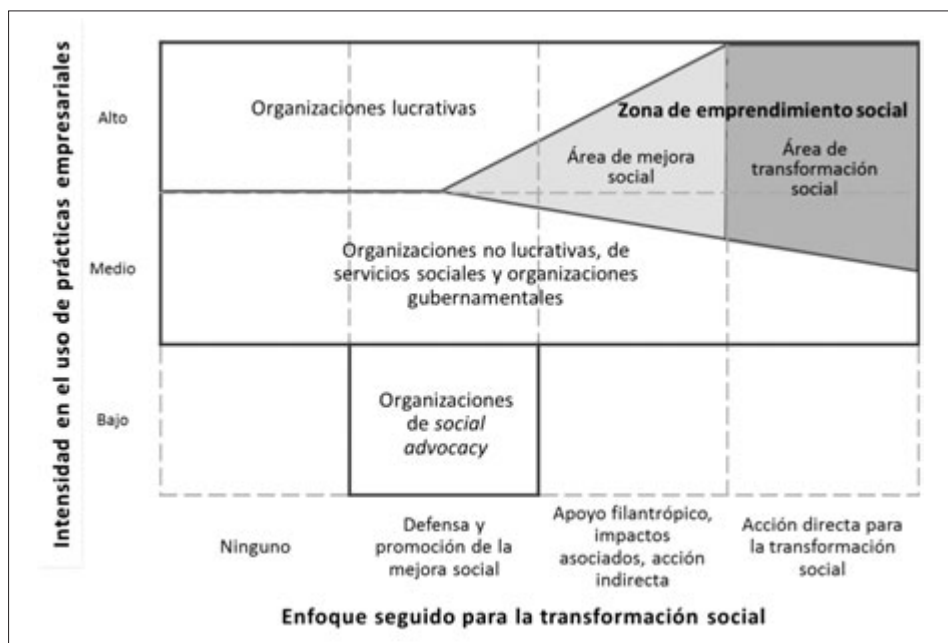 Intensidad en el uso de prácticas empresariales
Alto
Medio
Bajo
Organizaciones lucrativas
Zona de emprendimiento social
Área de mejora
social
Área de
transformación
social
Organizaciones no lucrativas, de
servicios sociales y organizaciones
gubernamentales
Organizaciones
de social
advocacy
Ninguno
Defensa y
promoción de la
mejora social
Apoyo filantrópico,
impactos
asociados, acción
indirecta
Acción directa para
la transformación
social
Enfoque seguido para la transformación social